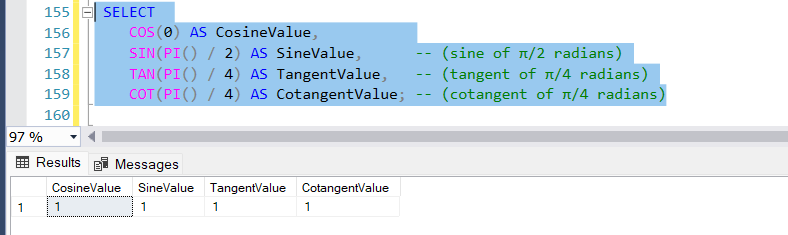 155 SELECT
156 COS(0) AS CosineValue,
157 SIN(PI() / 2) AS SineValue, -- (sine of π/2 radians)
158 TAN(PI() / 4) AS TangentValue, -- (tangent of π/4 radians)
159 COT(PI() / 4) AS CotangentValue; -- (cotangent of π/4 radians)
160
97 %
Results Messages
CosineValue SineValue TangentValue CotangentValue
1 1 1 1 1